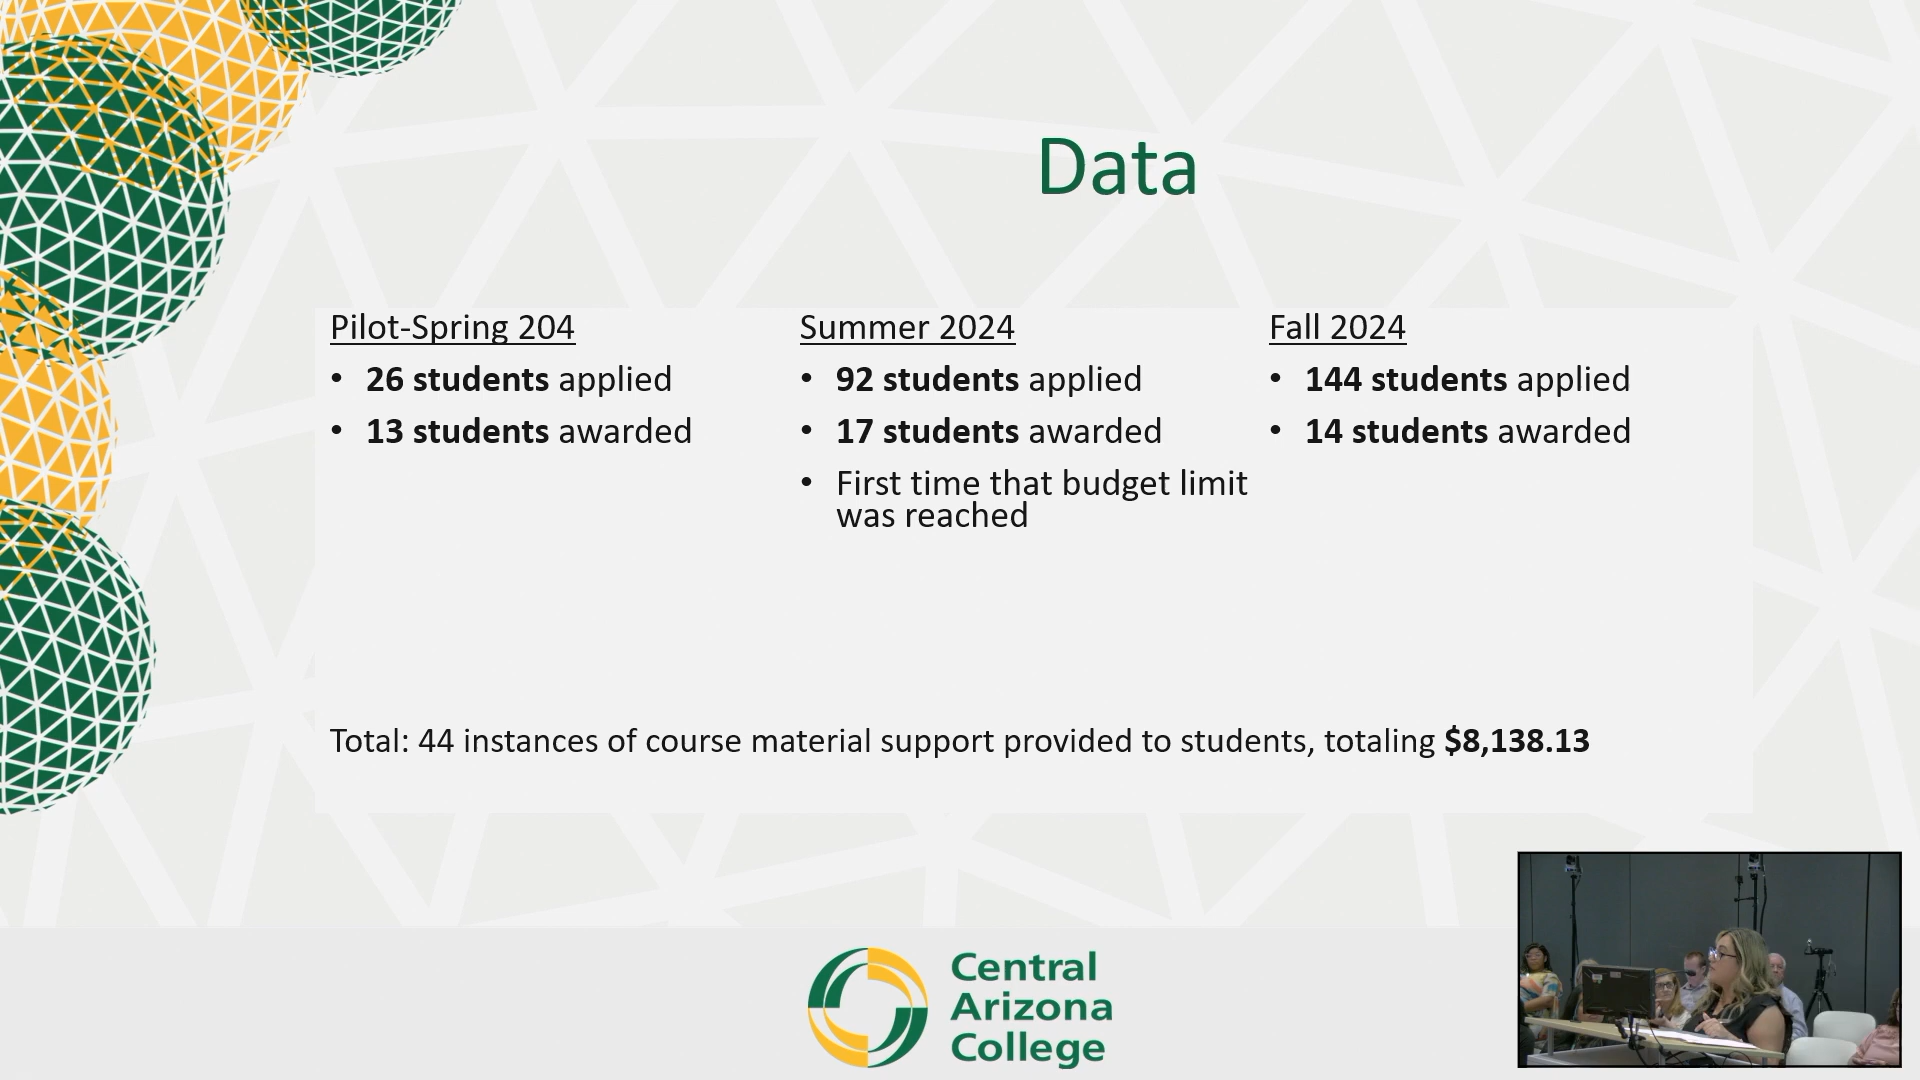 Data
Pilot-Spring 204
• 26 students applied
• 13 students awarded
Summer 2024
• 92 students applied
• 17 students awarded
• First time that budget limit
was reached
Fall 2024
• 144 students applied
• 14 students awarded
Total: 44 instances of course material support provided to students, totaling $8,138.13
Central
Arizona
College